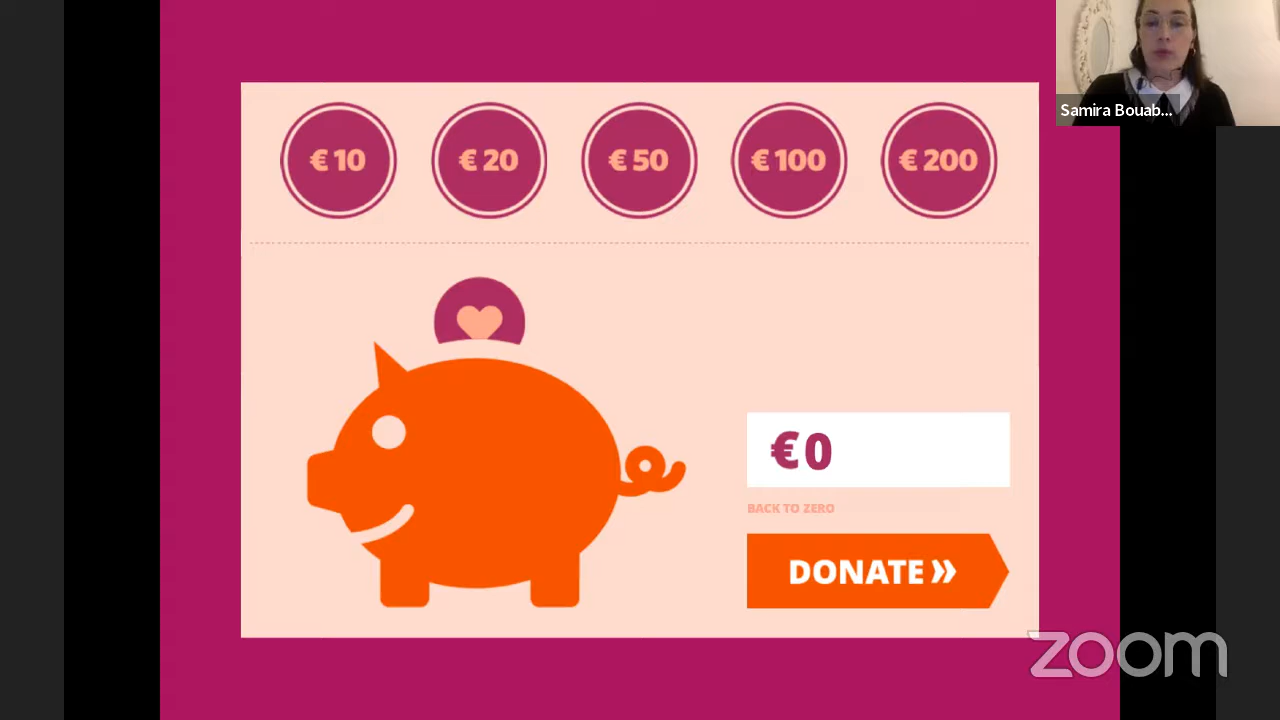 € 10
€ 20
€ 50
€ 100
€ 200
Samira Bouab...
€0
BACK TO ZERO
DONATE »
zoom